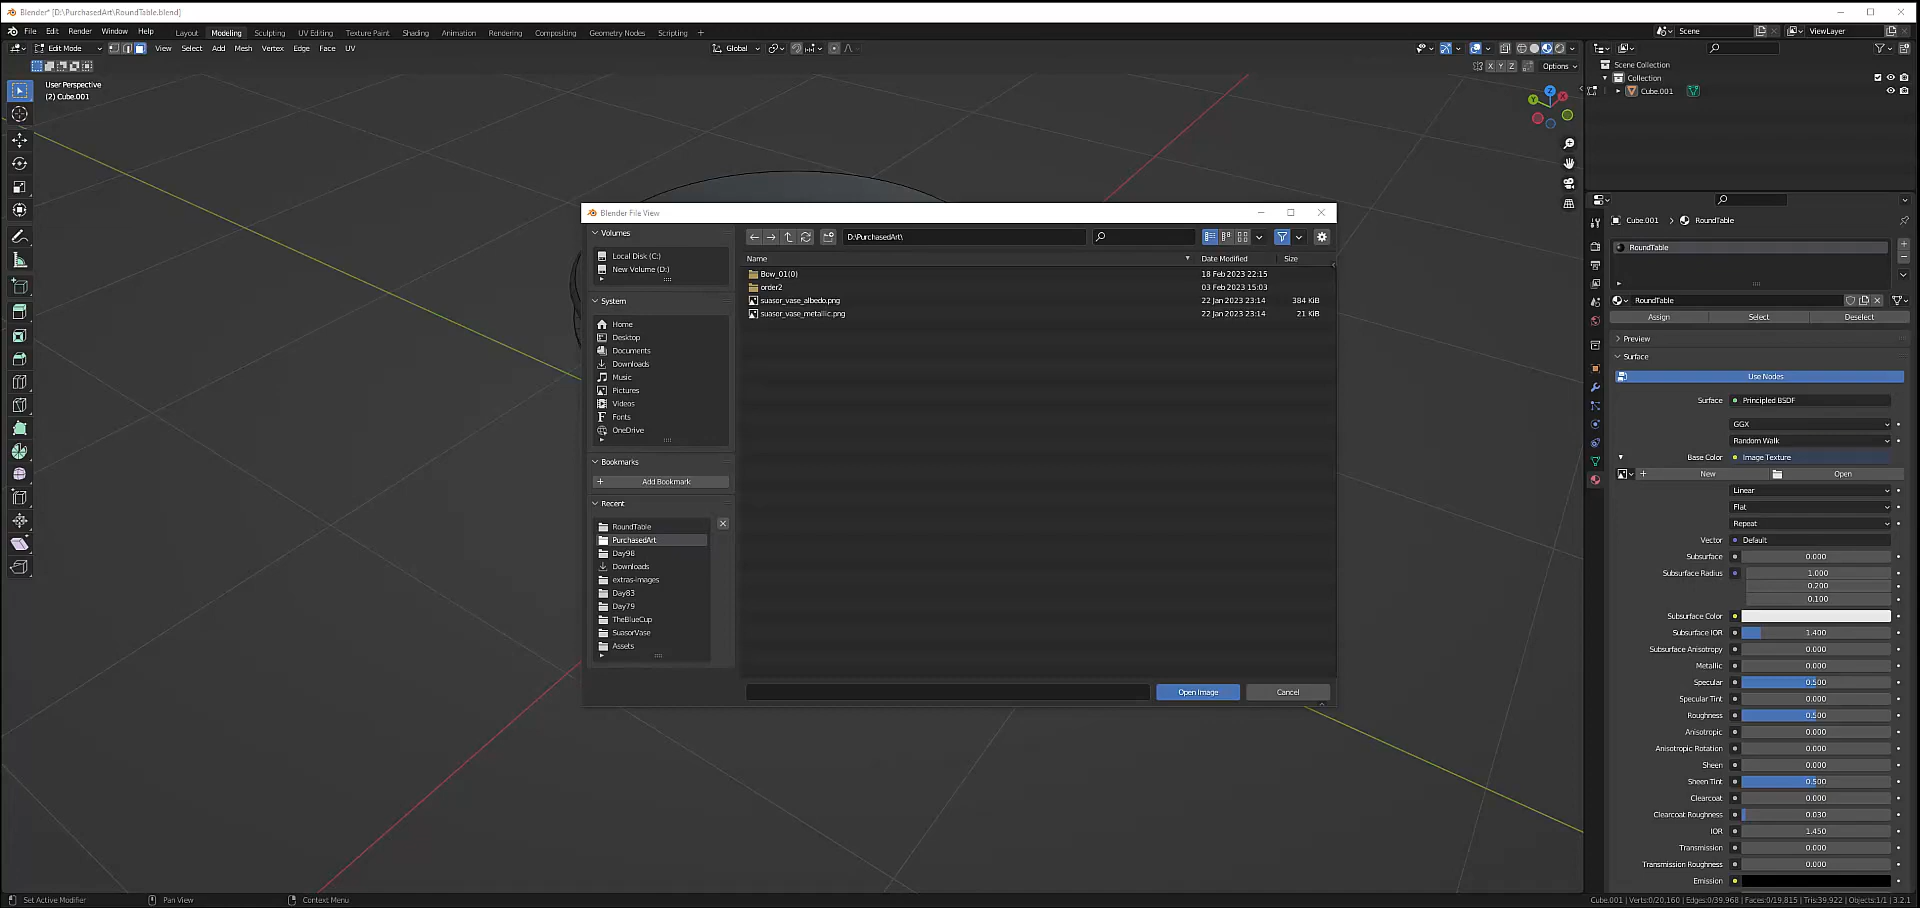 Blender* [D:\PurchasedArt\RoundTable.blend]
File Edit Render Window Help Layout Modeling Sculpting UV Editing Texture Paint Shading Animation Rendering Compositing Geometry Nodes Scripting + Scene ViewLayer
Edit Mode View Select Add Mesh Vertex Edge Face UV Global
X Y Z Options
User Perspective
(2) Cube.001
Z X Y
Scene Collection
Collection
Cube.001
Blender File View
Volumes
Local Disk (C:)
New Volume (D:)
System
Home
Desktop
Documents
Downloads
Music
Pictures
Videos
Fonts
OneDrive
Bookmarks
Add Bookmark
Recent
RoundTable
PurchasedArt
Day98
Downloads
extras-images
Day83
Day79
TheBlueCup
SuasorVase
Assets
D:\PurchasedArt\
Name Date Modified Size
Bow_01(0) 18 Feb 2023 22:15
order2 03 Feb 2023 15:03
suasor_vase_albedo.png 22 Jan 2023 23:14 384 KiB
suasor_vase_metallic.png 22 Jan 2023 23:14 21 KiB
Open Image Cancel
Cube.001 > RoundTable
RoundTable
RoundTable
Assign Select Deselect
Preview
Surface
Use Nodes
Surface Principled BSDF
GGX
Random Walk
Base Color Image Texture
New Open
Linear
Flat
Repeat
Vector Default
Subsurface 0.000
Subsurface Radius 1.000
0.200
0.100
Subsurface Color
Subsurface IOR 1.400
Subsurface Anisotropy 0.000
Metallic 0.000
Specular 0.500
Specular Tint 0.000
Roughness 0.500
Anisotropic 0.000
Anisotropic Rotation 0.000
Sheen 0.000
Sheen Tint 0.500
Clearcoat 0.000
Clearcoat Roughness 0.030
IOR 1.450
Transmission 0.000
Transmission Roughness 0.000
Emission
Set Active Modifier Pan View Context Menu Cube.001 | Verts:0/20,160 | Edges:0/39,968 | Faces:0/19,815 | Tris:39,922 | Objects:1/1 | 3.2.1